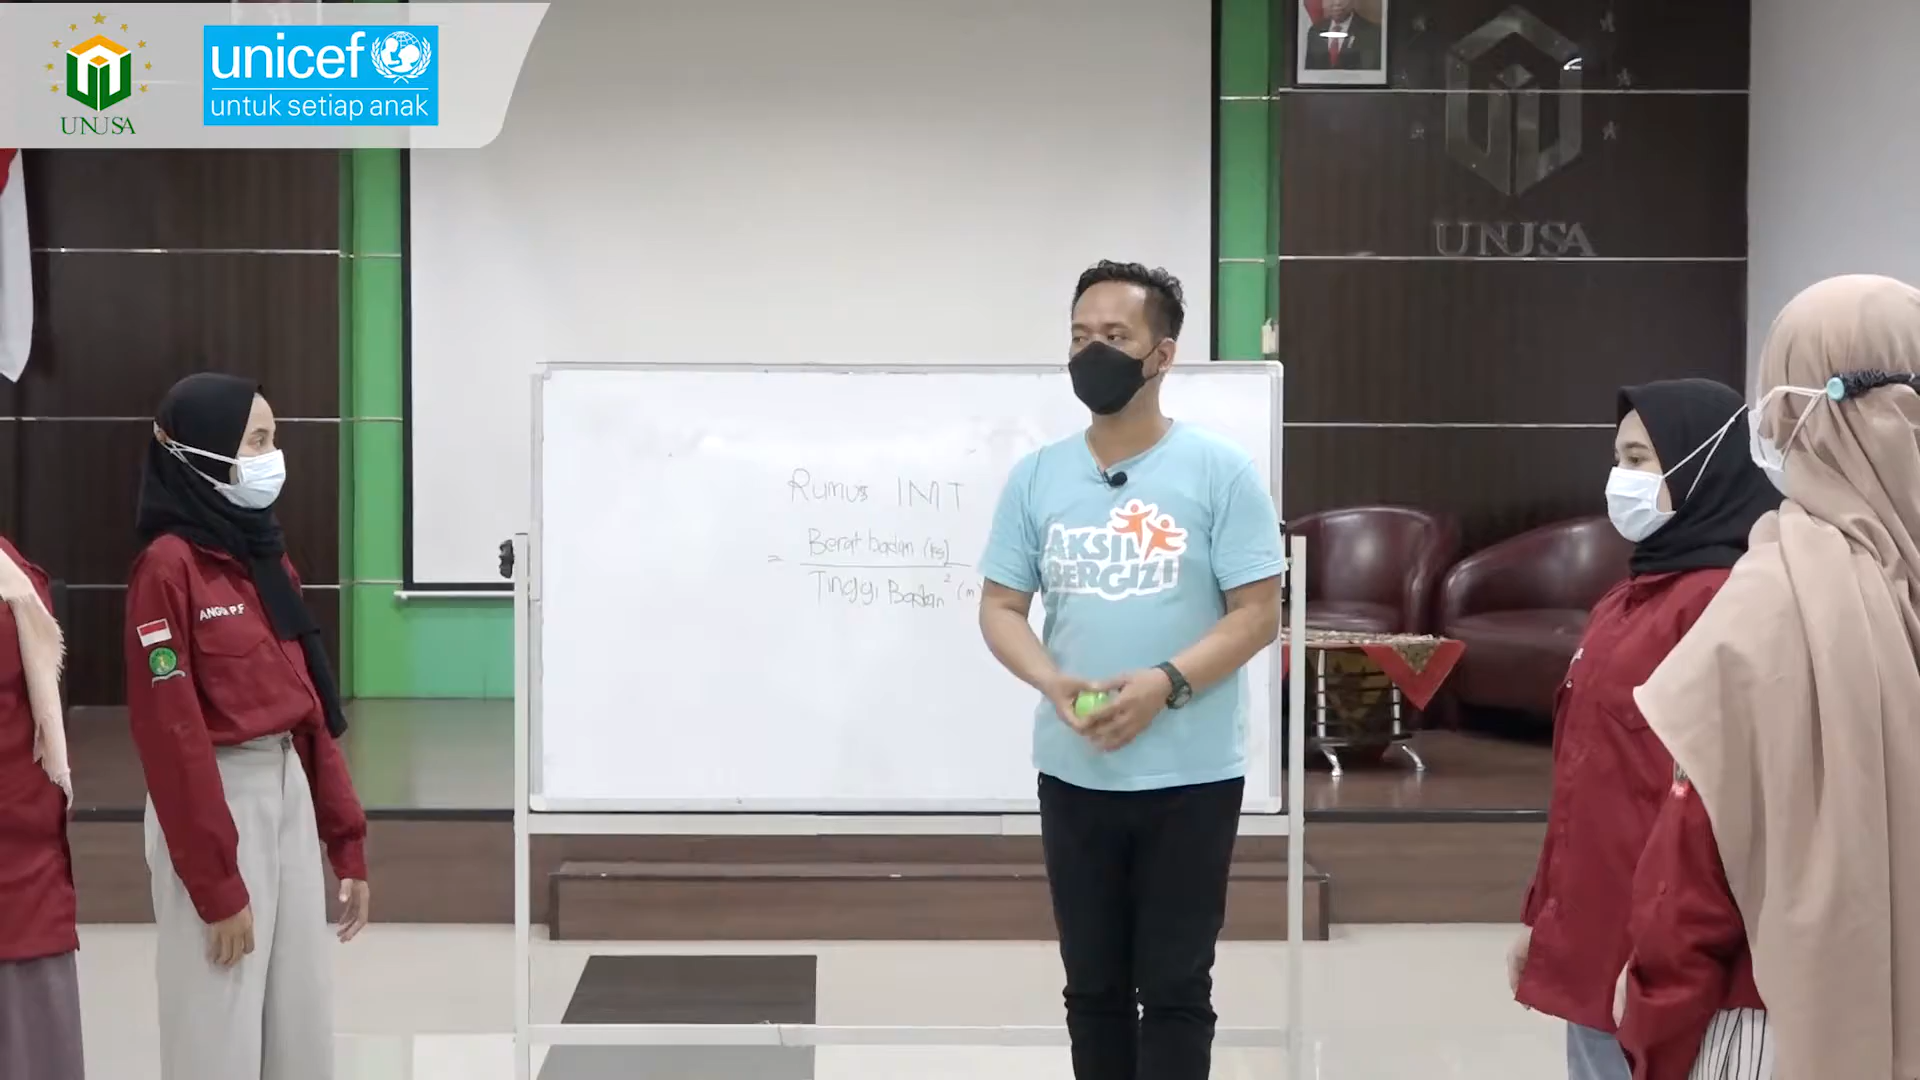 UNUSA
unicef
untuk setiap anak
UNUSA
Rumus IMT
= Berat badan (kg)
Tinggi Badan² (m)
AKSI
BERGIZI